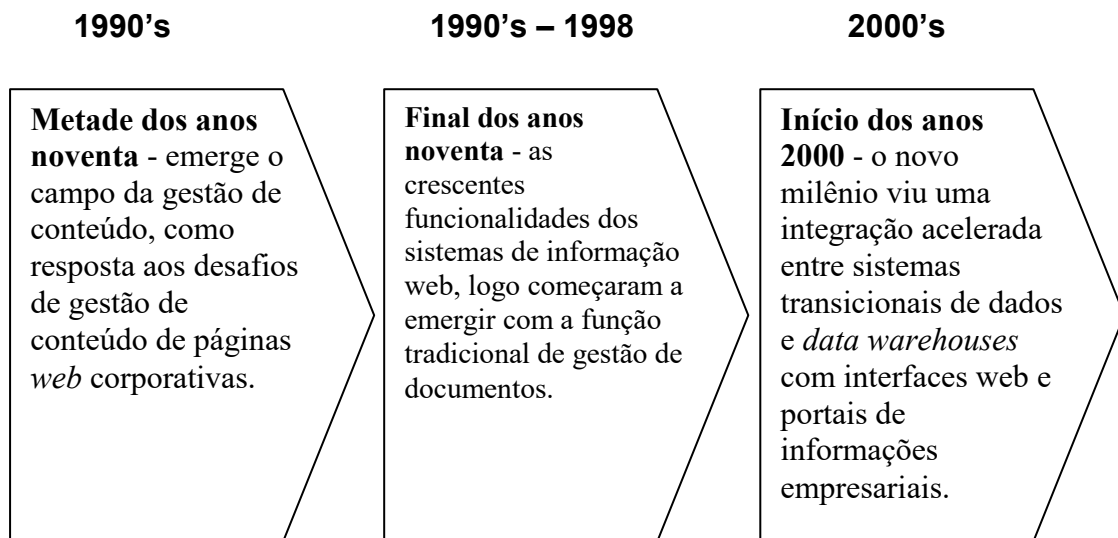 1990’s
1990’s – 1998
2000’s
Metade dos anos
noventa - emerge o
campo da gestão de
conteúdo, como
resposta aos desafios
de gestão de
conteúdo de páginas
web corporativas.
Final dos anos
noventa - as
crescentes
funcionalidades dos
sistemas de informação
web, logo começaram a
emergir com a função
tradicional de gestão de
documentos.
Início dos anos
2000 - o novo
milênio viu uma
integração acelerada
entre sistemas
transicionais de dados
e data warehouses
com interfaces web e
portais de
informações
empresariais.